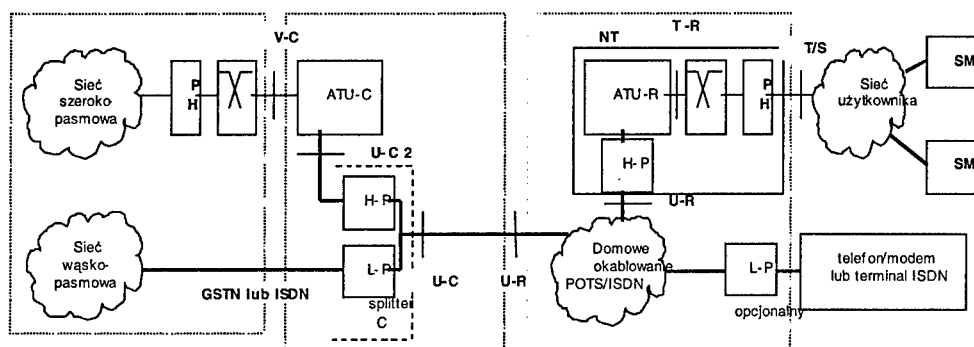 V-C
T-R
NT
T/S
Sieć
szeroko-
pasmowa
P
H
ATU-C
ATU-R
P
H
Sieć
użytkownika
SM
SM
U-C 2
H-P
H-P
U-R
Sieć
wąsko-
pasmowa
L-P
GSTN lub ISDN
splitter
C
U-C
U-R
Domowe
okablowanie
POTS/ISDN
L-P
opcjonalny
telefon/modem
lub terminal ISDN